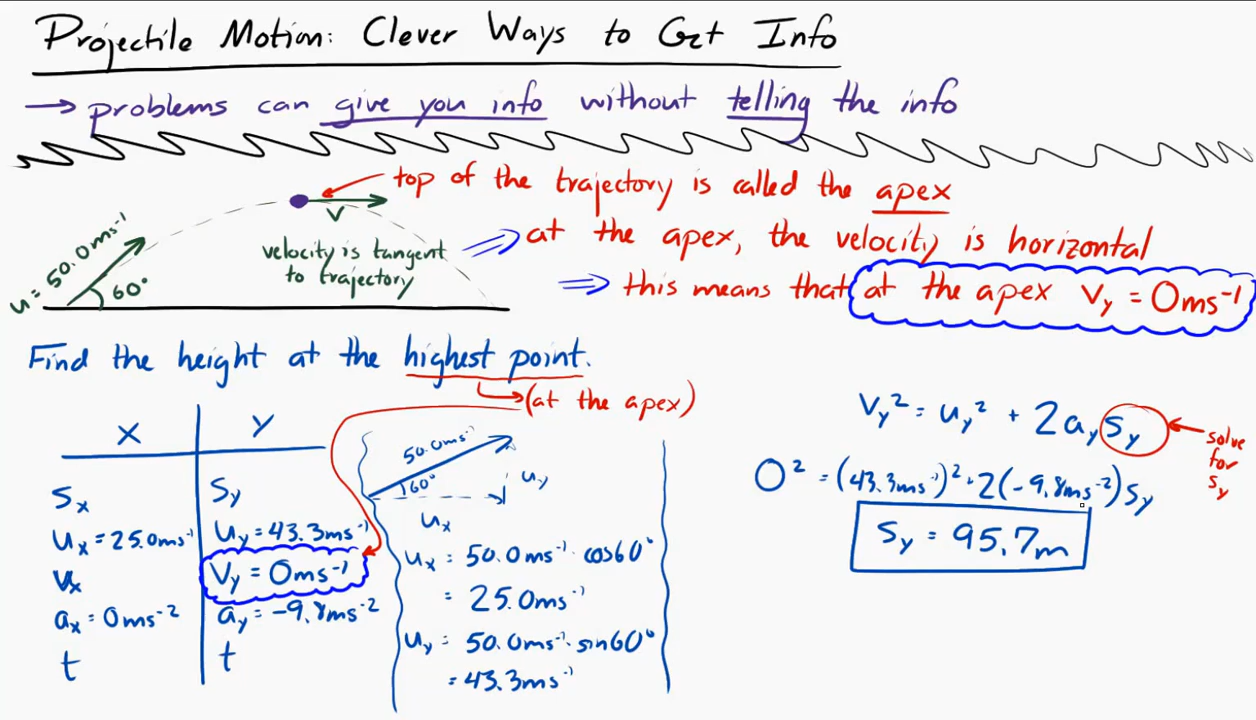 Projectile Motion: Clever Ways to Get Info
→ problems can give you info without telling the info
top of the trajectory is called the apex
v
u = 50.0ms⁻¹
60°
velocity is tangent
to trajectory
⇒ at the apex, the velocity is horizontal
⇒ this means that at the apex Vy = 0ms⁻¹
Find the height at the highest point.
(at the apex)
X Y
Sx Sy
ux = 25.0ms⁻¹ uy = 43.3ms⁻¹
Vx Vy = 0ms⁻¹
ax = 0ms⁻² ay = -9.8ms⁻²
t t
50.0ms⁻¹
60°
uy
ux
ux = 50.0ms⁻¹ · cos60°
= 25.0ms⁻¹
uy = 50.0ms⁻¹ · sin60°
= 43.3ms⁻¹
Vy² = uy² + 2aySy
solve
for
Sy
0² = (43.3ms⁻¹)² + 2(-9.8ms⁻²)Sy
Sy = 95.7m